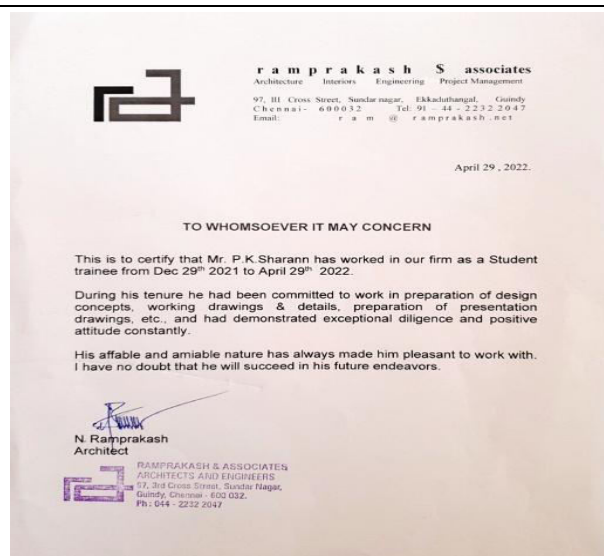 ramprakash $ associates
Architecture Interiors Engineering Project Management
97, III Cross Street, Sundar nagar, Ekkaduthangal, Guindy
Chennai- 600032 Tel: 91 - 44 - 2232 2047
Email: ram @ ramprakash.net
April 29, 2022.
TO WHOMSOEVER IT MAY CONCERN
This is to certify that Mr. P.K.Sharann has worked in our firm as a Student
trainee from Dec 29th 2021 to April 29th 2022.
During his tenure he had been committed to work in preparation of design
concepts, working drawings & details, preparation of presentation
drawings, etc., and had demonstrated exceptional diligence and positive
attitude constantly.
His affable and amiable nature has always made him pleasant to work with.
I have no doubt that he will succeed in his future endeavors.
N. Ramprakash
Architect
RAMPRAKASH & ASSOCIATES
ARCHITECTS AND ENGINEERS
97, 3rd Cross Street, Sundar Nagar,
Guindy, Chennai - 600 032.
Ph : 044 - 2232 2047